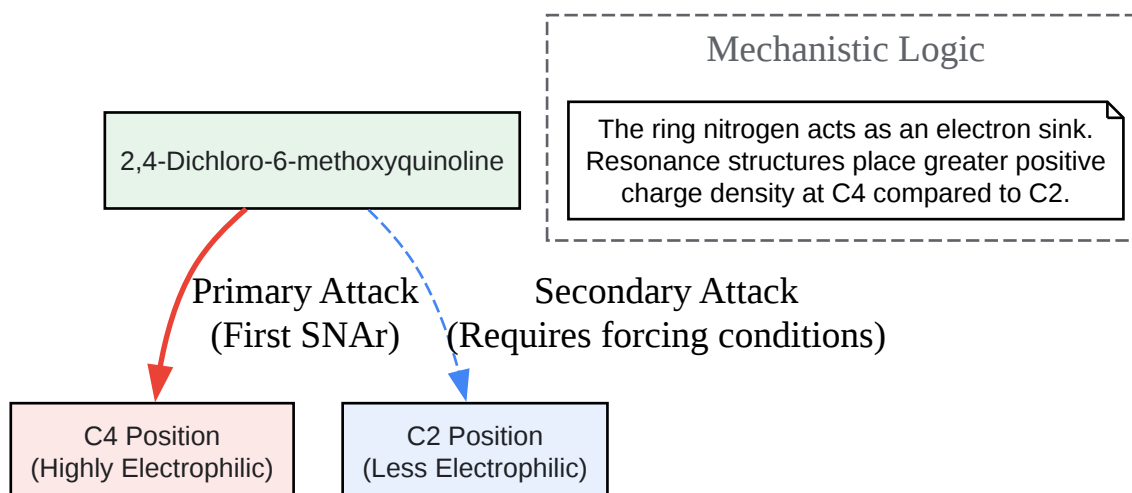 Mechanistic Logic
The ring nitrogen acts as an electron sink.
Resonance structures place greater positive
charge density at C4 compared to C2.
2,4-Dichloro-6-methoxyquinoline
Primary Attack
(First SNAr)
Secondary Attack
(Requires forcing conditions)
C4 Position
(Highly Electrophilic)
C2 Position
(Less Electrophilic)